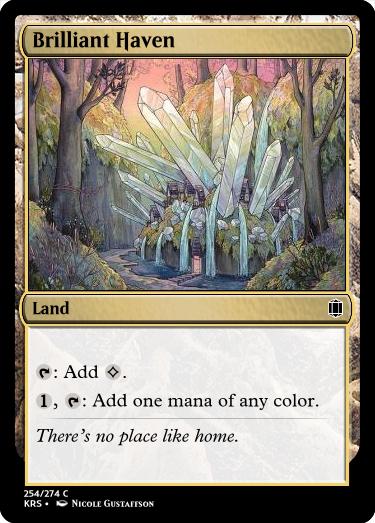 Brilliant Haven
Land
: Add .
1, : Add one mana of any color.
There's no place like home.
254/274 C
KRS • Nicole Gustaffson